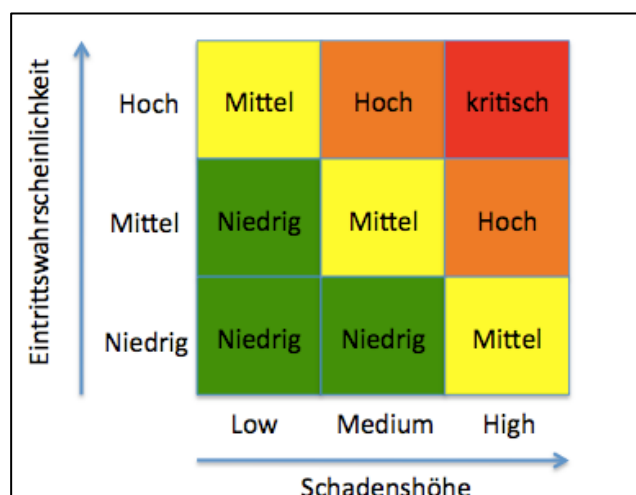 Eintrittswahrscheinlichkeit
Hoch Mittel Hoch kritisch
Mittel Niedrig Mittel Hoch
Niedrig Niedrig Niedrig Mittel
Low Medium High
Schadenshöhe